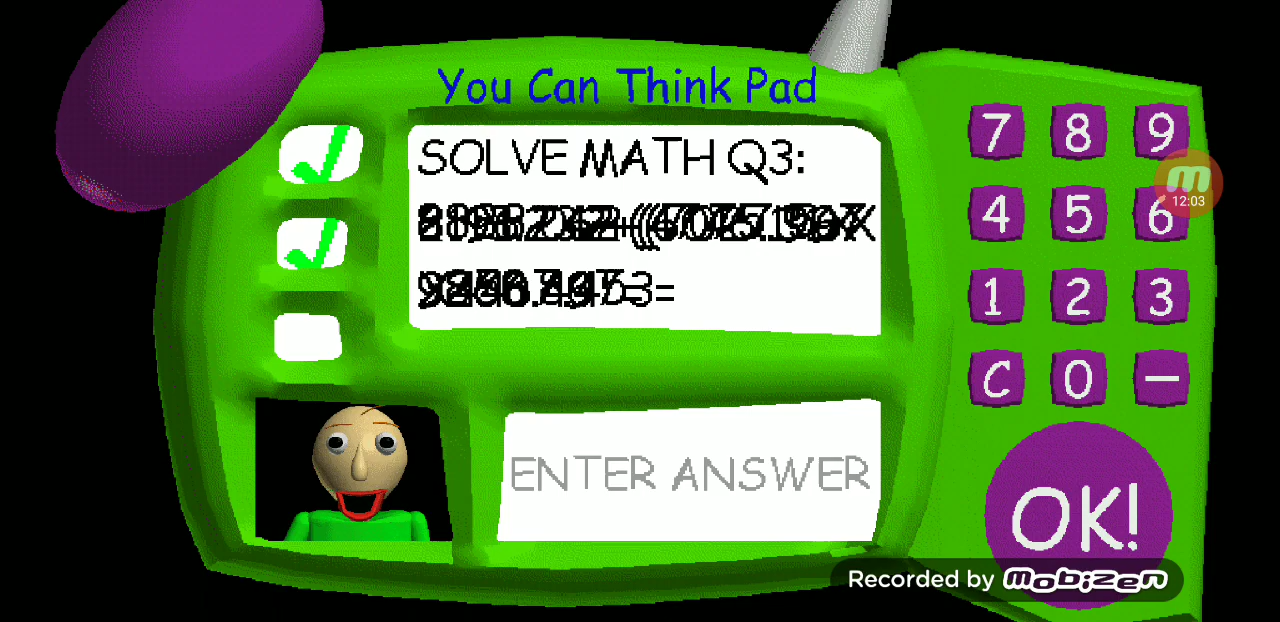 You Can Think Pad
SOLVE MATH Q3:
ENTER ANSWER
7 8 9
4 5 6
1 2 3
C 0 −
OK!
m
12:03
Recorded by mobizen